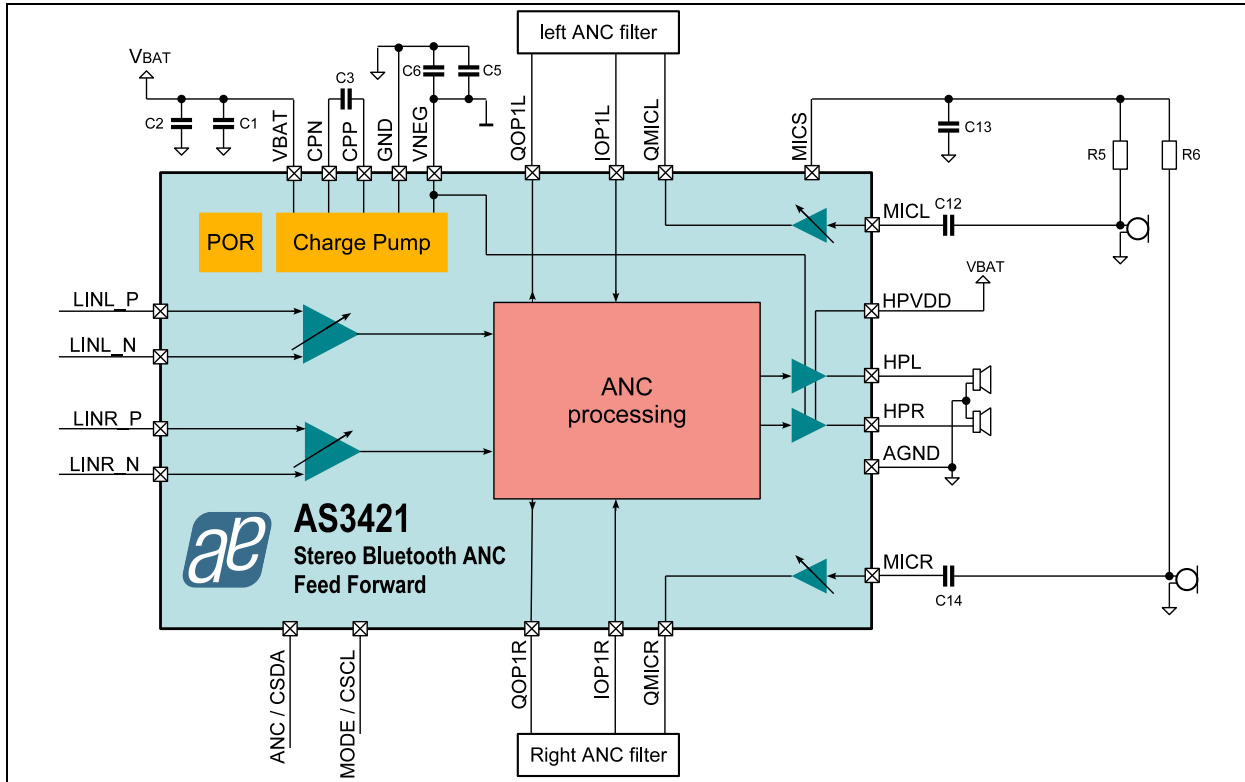 left ANC filter
VBAT
C2
C1
C3
C6
C5
VBAT
CPN
CPP
GND
VNEG
QOP1L
IOP1L
QMICL
MICS
C13
R5
R6
POR
Charge Pump
MICL
C12
VBAT
HPVDD
LINL_P
LINL_N
HPL
ANC
processing
HPR
LINR_P
LINR_N
AGND
ae
AS3421
Stereo Bluetooth ANC
Feed Forward
MICR
C14
ANC / CSDA
MODE / CSCL
QOP1R
IOP1R
QMICR
Right ANC filter